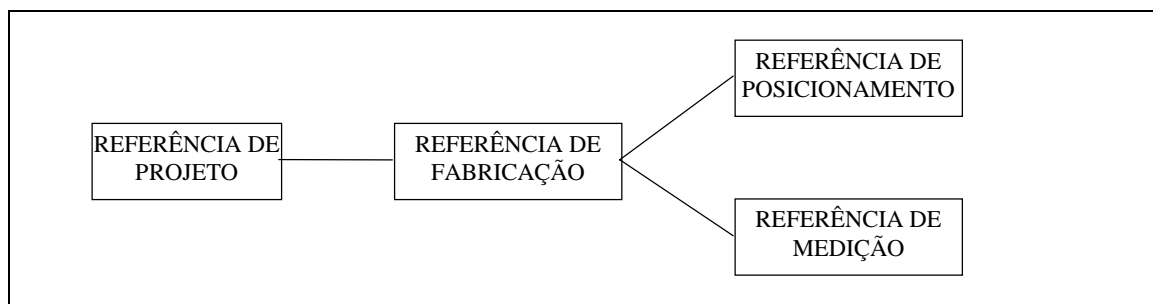 REFERÊNCIA DE
PROJETO
REFERÊNCIA DE
FABRICAÇÃO
REFERÊNCIA DE
POSICIONAMENTO
REFERÊNCIA DE
MEDIÇÃO